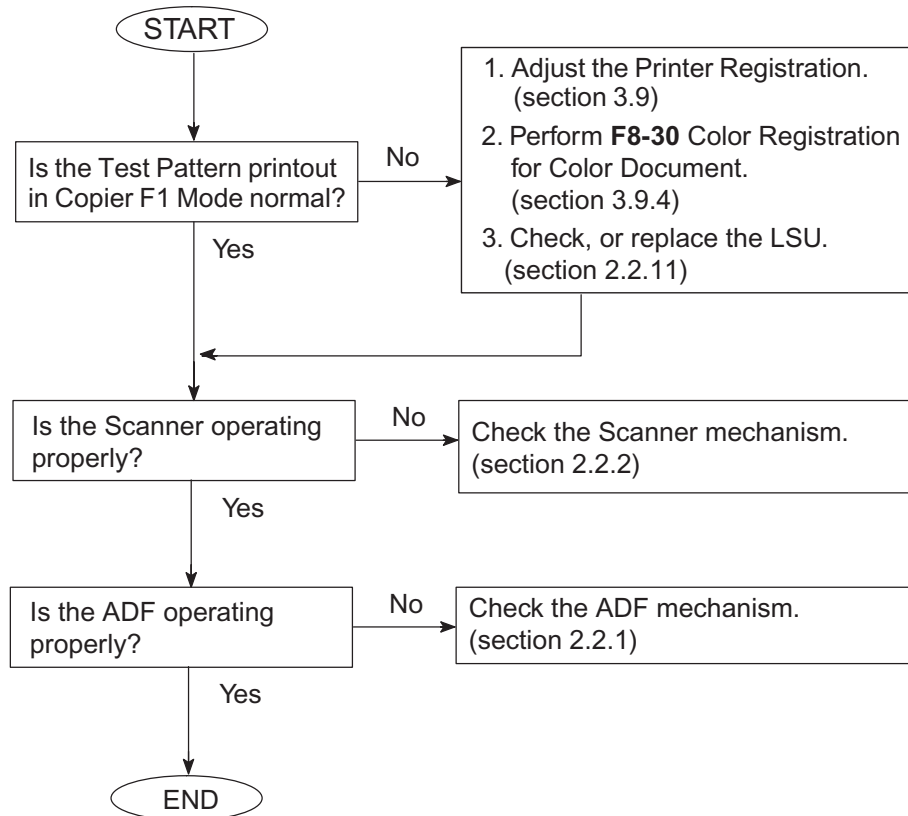 START
Is the Test Pattern printout
in Copier F1 Mode normal?
No
1. Adjust the Printer Registration.
(section 3.9)
2. Perform F8-30 Color Registration
for Color Document.
(section 3.9.4)
3. Check, or replace the LSU.
(section 2.2.11)
Yes
Is the Scanner operating
properly?
No
Check the Scanner mechanism.
(section 2.2.2)
Yes
Is the ADF operating
properly?
No
Check the ADF mechanism.
(section 2.2.1)
Yes
END